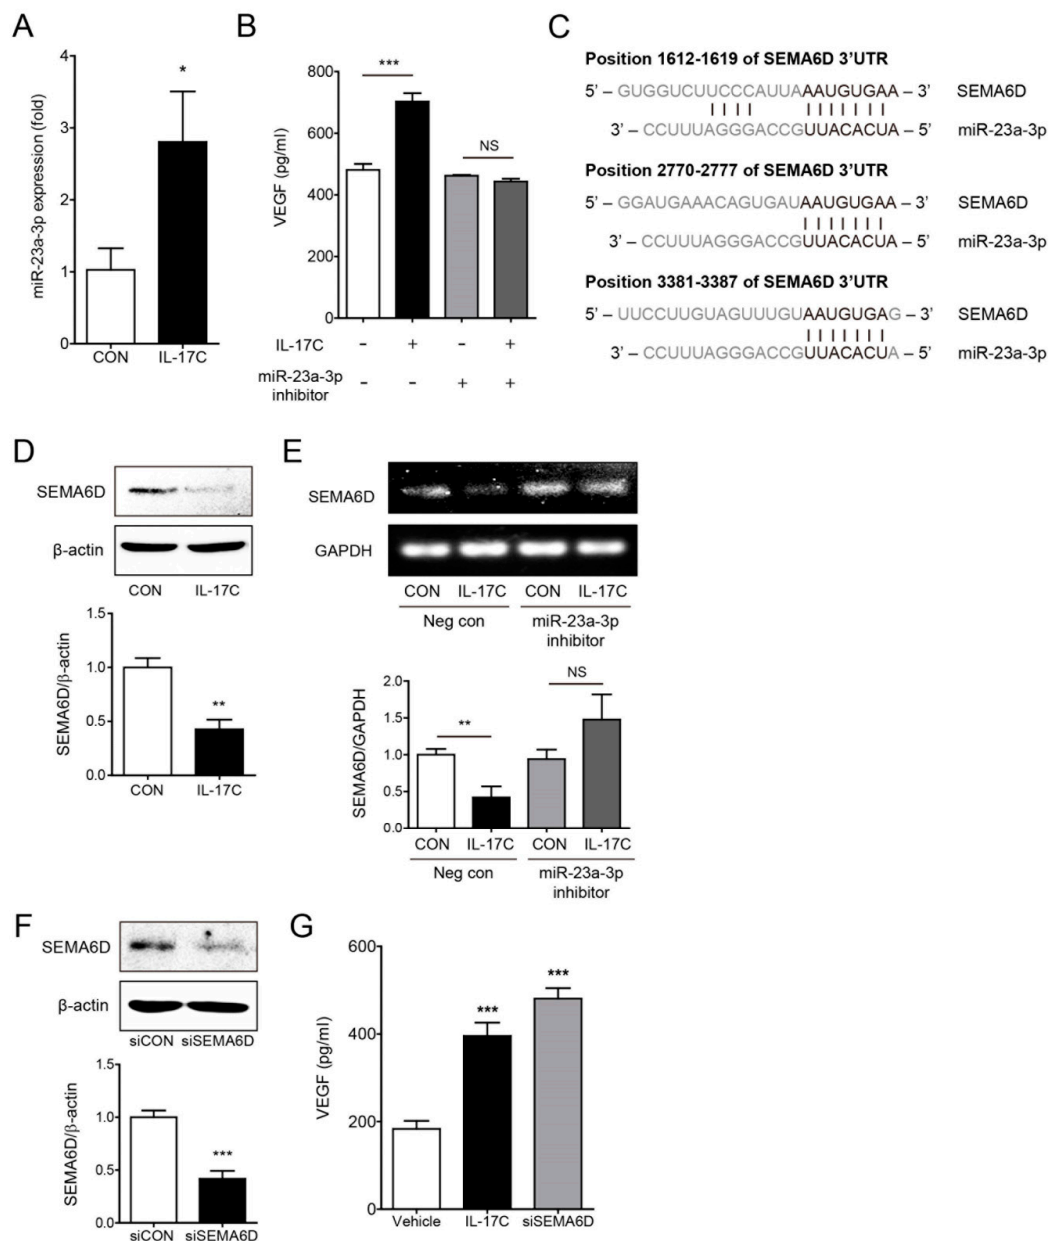 A
4
3
2
1
0
miR-23a-3p expression (fold)
*
CON
IL-17C
B
800
600
400
200
0
VEGF (pg/ml)
***
NS
IL-17C - + - +
miR-23a-3p inhibitor - - + +
C
Position 1612-1619 of SEMA6D 3'UTR
5' – GUGGUCUUCCCAUUAAAUGUGAA – 3' SEMA6D
3' – CCUUUAGGGACCGUUACACUA – 5' miR-23a-3p
Position 2770-2777 of SEMA6D 3'UTR
5' – GGAUGAAACAGUGAUAAUGUGAA – 3' SEMA6D
3' – CCUUUAGGGACCGUUACACUA – 5' miR-23a-3p
Position 3381-3387 of SEMA6D 3'UTR
5' – UUCCUUGUAGUUUGUAAUGUGAG – 3' SEMA6D
3' – CCUUUAGGGACCGUUACACUA – 5' miR-23a-3p
D
SEMA6D
β-actin
CON IL-17C
1.5
1.0
0.5
0.0
SEMA6D/β-actin
**
CON IL-17C
E
SEMA6D
GAPDH
CON IL-17C CON IL-17C
Neg con miR-23a-3p
inhibitor
2.0
1.5
1.0
0.5
0.0
SEMA6D/GAPDH
**
NS
CON IL-17C CON IL-17C
Neg con miR-23a-3p
inhibitor
F
SEMA6D
β-actin
siCON siSEMA6D
1.5
1.0
0.5
0.0
SEMA6D/β-actin
***
siCON siSEMA6D
G
600
400
200
0
VEGF (pg/ml)
***
***
Vehicle IL-17C siSEMA6D